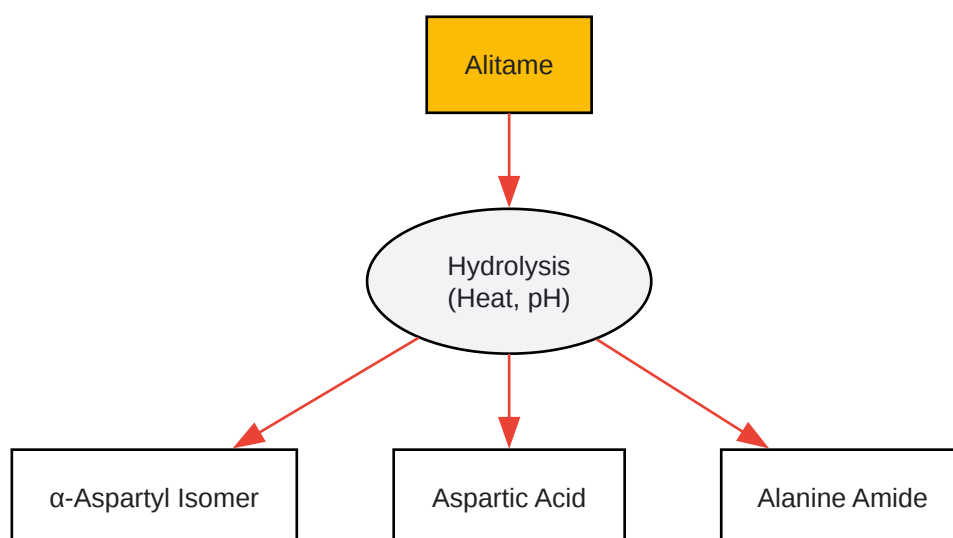 Alitame
Hydrolysis
(Heat, pH)
α-Aspartyl Isomer
Aspartic Acid
Alanine Amide